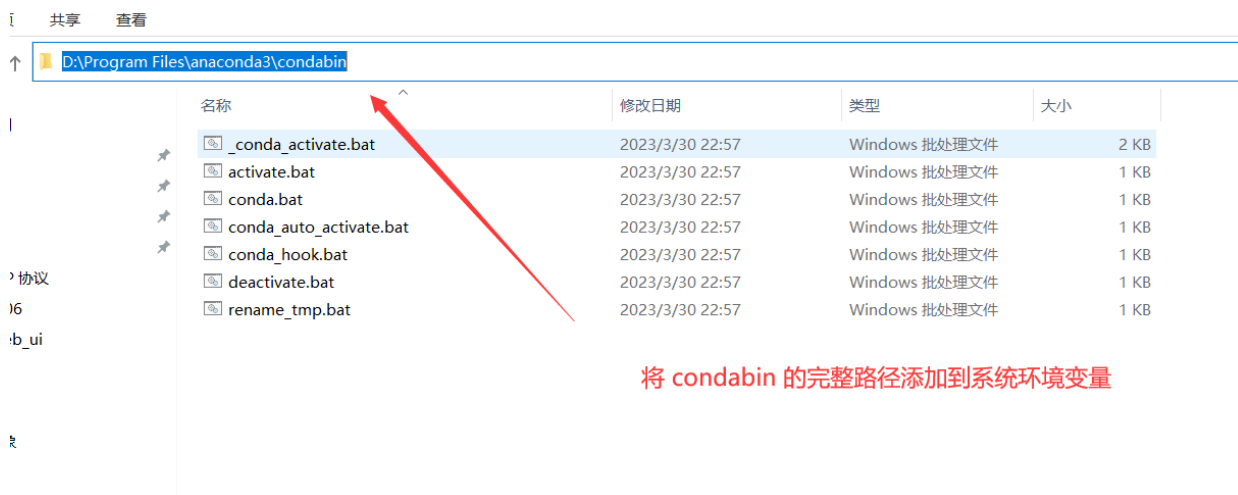 共享 查看
D:\Program Files\anaconda3\condabin
名称 修改日期 类型 大小
_conda_activate.bat 2023/3/30 22:57 Windows 批处理文件 2 KB
activate.bat 2023/3/30 22:57 Windows 批处理文件 1 KB
conda.bat 2023/3/30 22:57 Windows 批处理文件 1 KB
conda_auto_activate.bat 2023/3/30 22:57 Windows 批处理文件 1 KB
conda_hook.bat 2023/3/30 22:57 Windows 批处理文件 1 KB
P 协议 deactivate.bat 2023/3/30 22:57 Windows 批处理文件 1 KB
06 rename_tmp.bat 2023/3/30 22:57 Windows 批处理文件 1 KB
eb_ui
将 condabin 的完整路径添加到系统环境变量